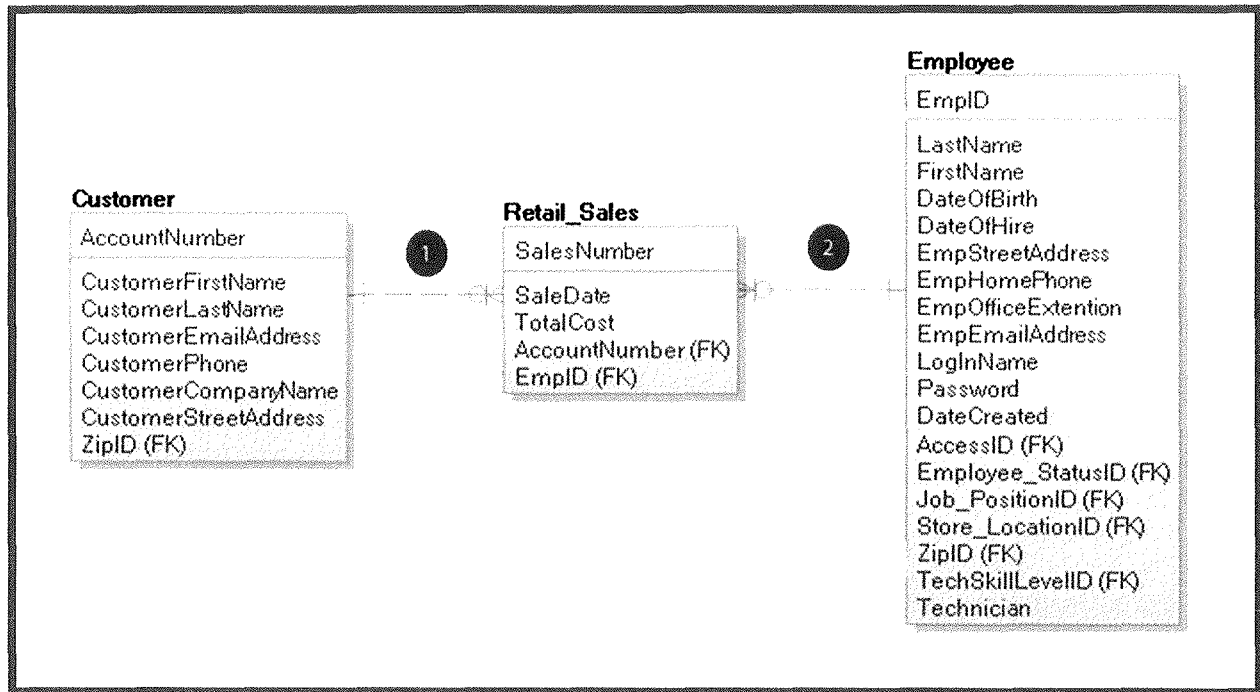 Customer
AccountNumber
CustomerFirstName
CustomerLastName
CustomerEmailAddress
CustomerPhone
CustomerCompanyName
CustomerStreetAddress
ZipID (FK)
1
Retail_Sales
SalesNumber
SaleDate
TotalCost
AccountNumber (FK)
EmpID (FK)
2
Employee
EmpID
LastName
FirstName
DateOfBirth
DateOfHire
EmpStreetAddress
EmpHomePhone
EmpOfficeExtention
EmpEmailAddress
LogInName
Password
DateCreated
AccessID (FK)
Employee_StatusID (FK)
Job_PositionID (FK)
Store_LocationID (FK)
ZipID (FK)
TechSkillLevelID (FK)
Technician